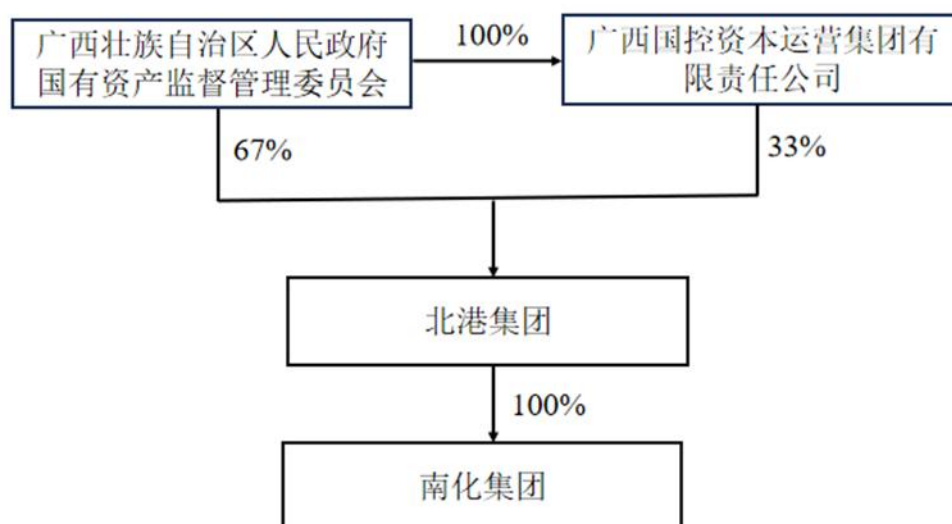 广西壮族自治区人民政府
国有资产监督管理委员会
100%
广西国控资本运营集团有
限责任公司
67%
33%
北港集团
100%
南化集团